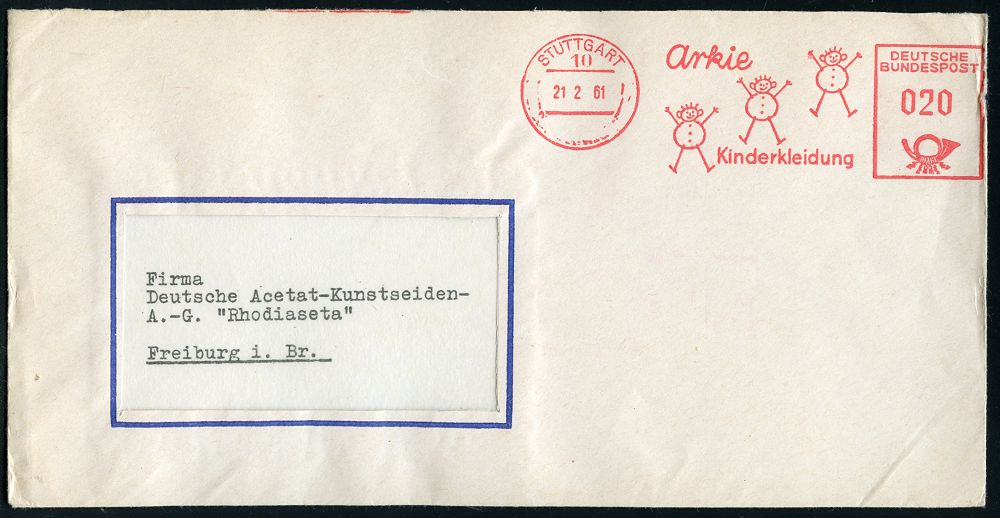 STUTTGART
10
21 2 61
arkie
Kinderkleidung
DEUTSCHE
BUNDESPOST
020
Firma
Deutsche Acetat-Kunstseiden-
A.-G. "Rhodiaseta"
Freiburg i. Br.